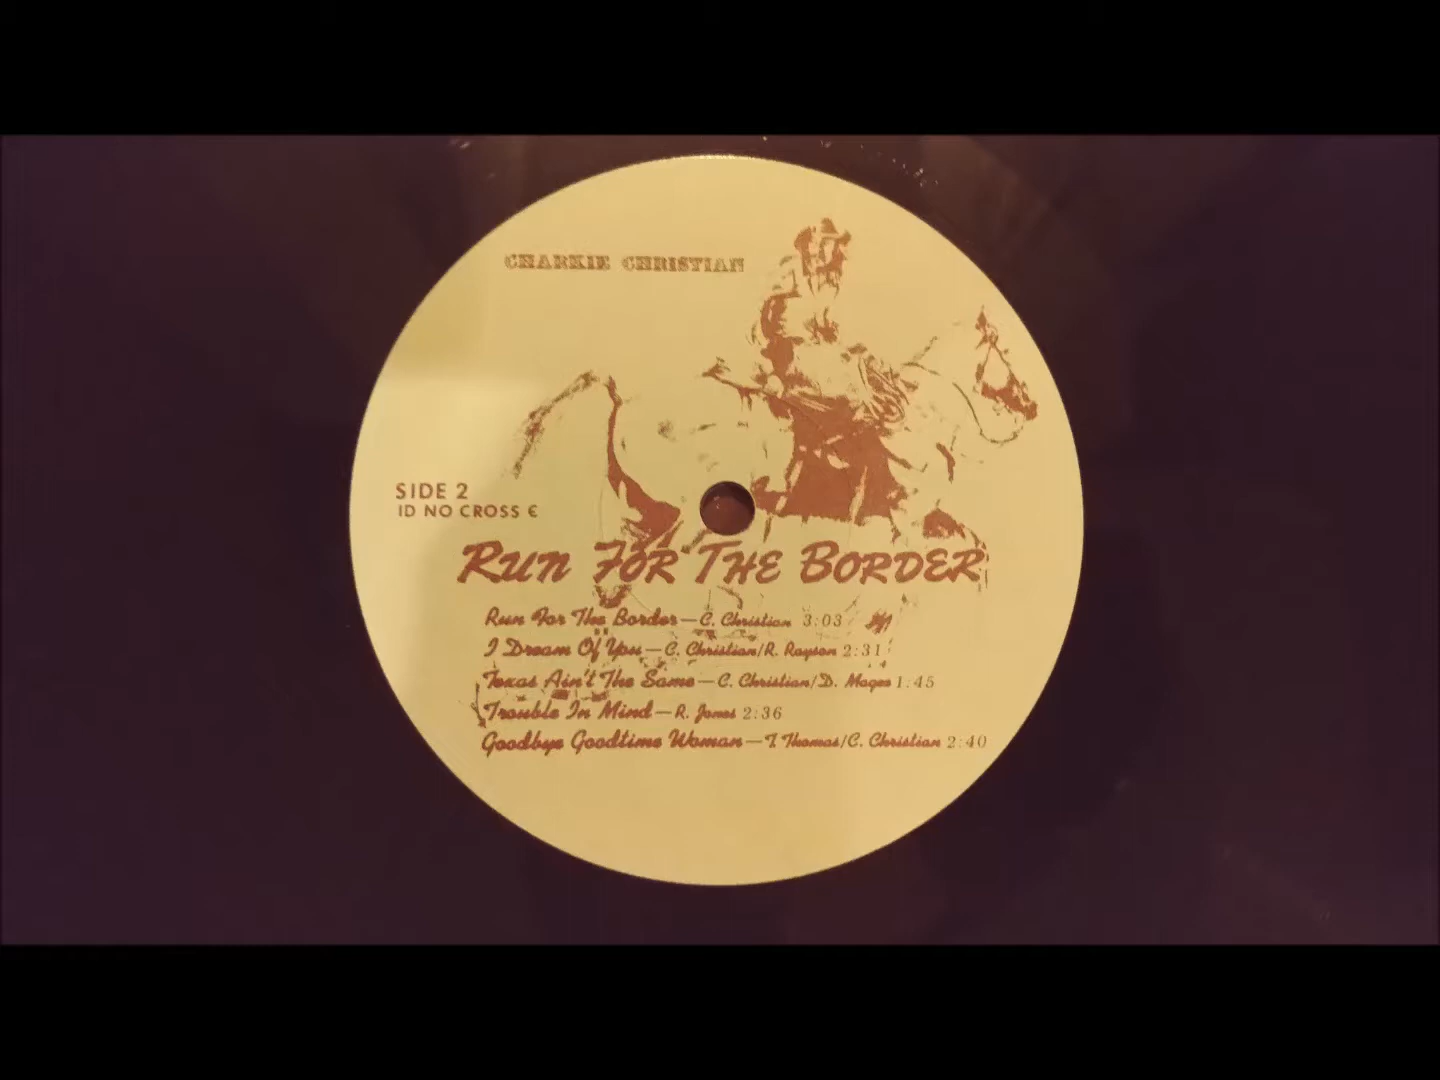 CHARKIE CHRISTIAN
SIDE 2
ID NO CROSS €
RUN FOR THE BORDER
Run For The Border—C. Christian 3:03
I Dream Of You—C. Christian/R. Rayson 2:31
Texas Ain't The Same—C. Christian/D. Magee 1:45
Trouble In Mind—R. Jones 2:36
Goodbye Goodtime Woman—T. Thomas/C. Christian 2:40